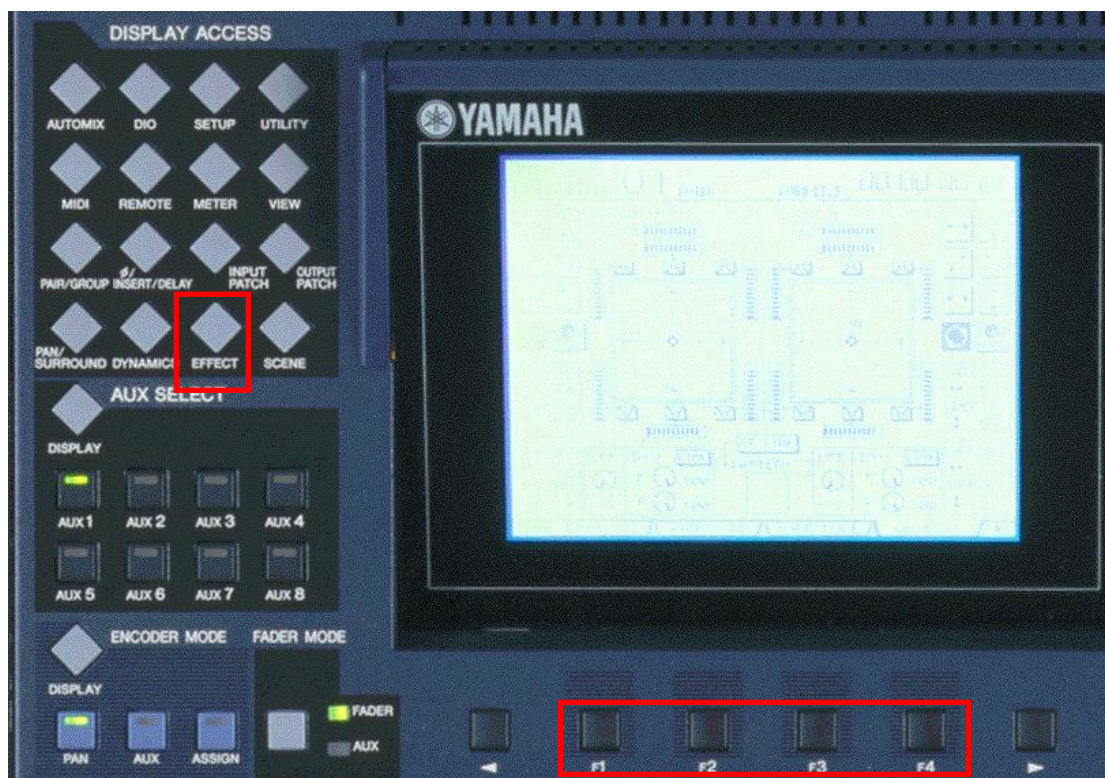 DISPLAY ACCESS
AUTOMIX DIO SETUP UTILITY
MIDI REMOTE METER VIEW
PAIR/GROUP ø/INSERT/DELAY INPUT PATCH OUTPUT PATCH
PAN/SURROUND DYNAMICS EFFECT SCENE
AUX SELECT
DISPLAY
AUX 1 AUX 2 AUX 3 AUX 4
AUX 5 AUX 6 AUX 7 AUX 8
ENCODER MODE FADER MODE
DISPLAY
PAN AUX ASSIGN
FADER
AUX
YAMAHA
F1 F2 F3 F4